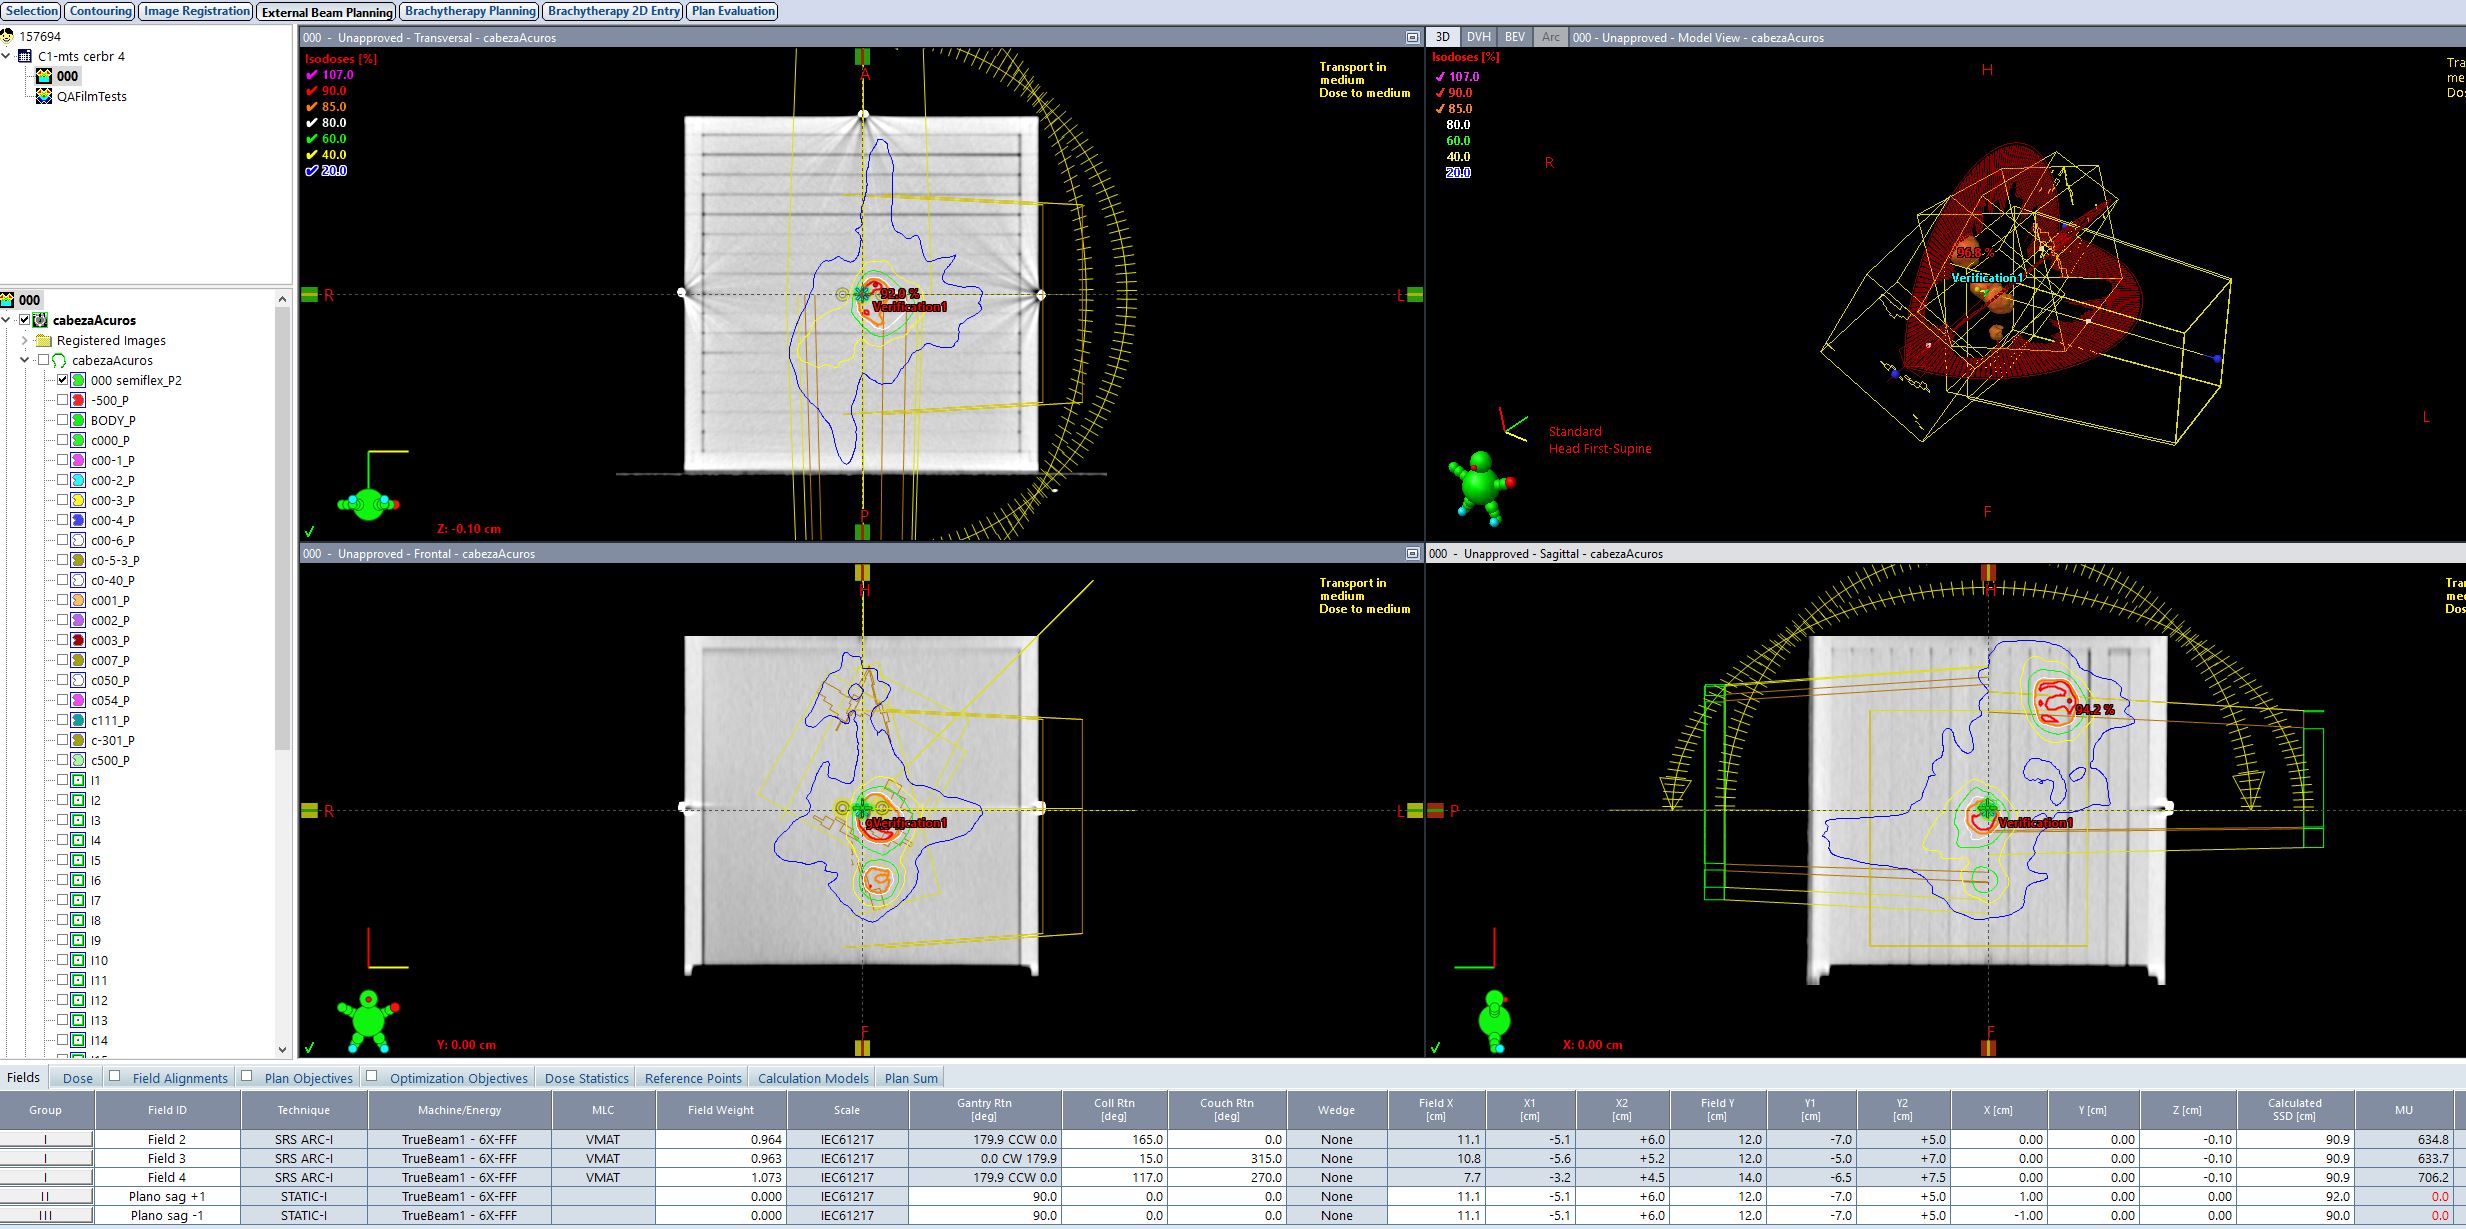 Selection Contouring Image Registration External Beam Planning Brachytherapy Planning Brachytherapy 2D Entry Plan Evaluation
157694
C1-mts cerbr 4
000
QAFilmTests
000
cabezaAcuros
Registered Images
cabezaAcuros
000 semiflex_P2
-500_P
BODY_P
c000_P
c00-1_P
c00-2_P
c00-3_P
c00-4_P
c00-6_P
c0-5-3_P
c0-40_P
c001_P
c002_P
c003_P
c007_P
c050_P
c054_P
c111_P
c-301_P
c500_P
I1
I2
I3
I4
I5
I6
I7
I8
I9
I10
I11
I12
I13
I14
000 - Unapproved - Transversal - cabezaAcuros
Isodoses [%]
107.0
90.0
85.0
80.0
60.0
40.0
20.0
Transport in
medium
Dose to medium
A
R
L
P
92.0 %
Verification1
Z: -0.10 cm
3D DVH BEV Arc 000 - Unapproved - Model View - cabezaAcuros
Isodoses [%]
107.0
90.0
85.0
80.0
60.0
40.0
20.0
Tra
me
Do
H
R
L
F
Verification1
Standard
Head First-Supine
000 - Unapproved - Frontal - cabezaAcuros
Transport in
medium
Dose to medium
H
R
L
F
Verification1
Y: 0.00 cm
000 - Unapproved - Sagittal - cabezaAcuros
Tra
me
Dos
H
P
F
94.2 %
Verification1
X: 0.00 cm
Fields Dose Field Alignments Plan Objectives Optimization Objectives Dose Statistics Reference Points Calculation Models Plan Sum
Group Field ID Technique Machine/Energy MLC Field Weight Scale Gantry Rtn [deg] Coll Rtn [deg] Couch Rtn [deg] Wedge Field X [cm] X1 [cm] X2 [cm] Field Y [cm] Y1 [cm] Y2 [cm] X [cm] Y [cm] Z [cm] Calculated SSD [cm] MU
I Field 2 SRS ARC-I TrueBeam1 - 6X-FFF VMAT 0.964 IEC61217 179.9 CCW 0.0 165.0 0.0 None 11.1 -5.1 +6.0 12.0 -7.0 +5.0 0.00 0.00 -0.10 90.9 634.8
I Field 3 SRS ARC-I TrueBeam1 - 6X-FFF VMAT 0.963 IEC61217 0.0 CW 179.9 15.0 315.0 None 10.8 -5.6 +5.2 12.0 -5.0 +7.0 0.00 0.00 -0.10 90.9 633.7
I Field 4 SRS ARC-I TrueBeam1 - 6X-FFF VMAT 1.073 IEC61217 179.9 CCW 0.0 117.0 270.0 None 7.7 -3.2 +4.5 14.0 -6.5 +7.5 0.00 0.00 -0.10 90.9 706.2
II Plano sag +1 STATIC-I TrueBeam1 - 6X-FFF 0.000 IEC61217 90.0 0.0 0.0 None 11.1 -5.1 +6.0 12.0 -7.0 +5.0 1.00 0.00 0.00 92.0 0.0
III Plano sag -1 STATIC-I TrueBeam1 - 6X-FFF 0.000 IEC61217 90.0 0.0 0.0 None 11.1 -5.1 +6.0 12.0 -7.0 +5.0 -1.00 0.00 0.00 90.0 0.0